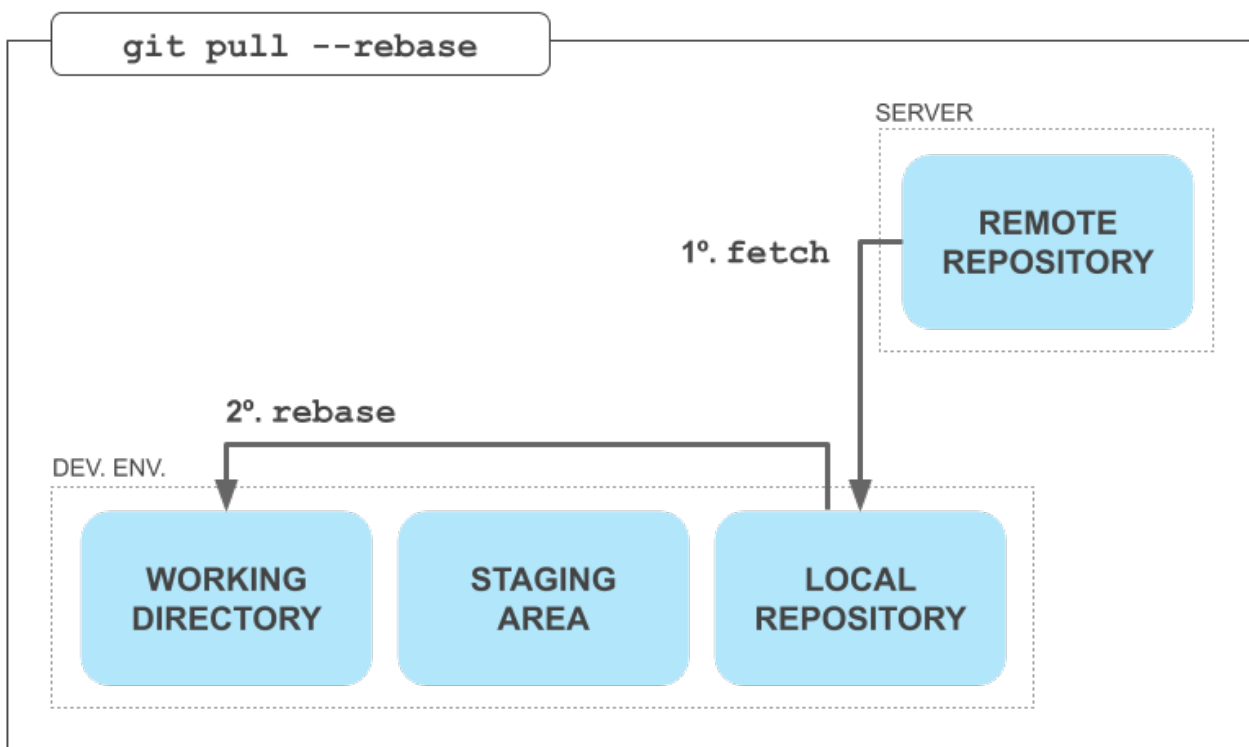 git pull --rebase
SERVER
REMOTE
REPOSITORY
1º. fetch
2º. rebase
DEV. ENV.
WORKING
DIRECTORY
STAGING
AREA
LOCAL
REPOSITORY